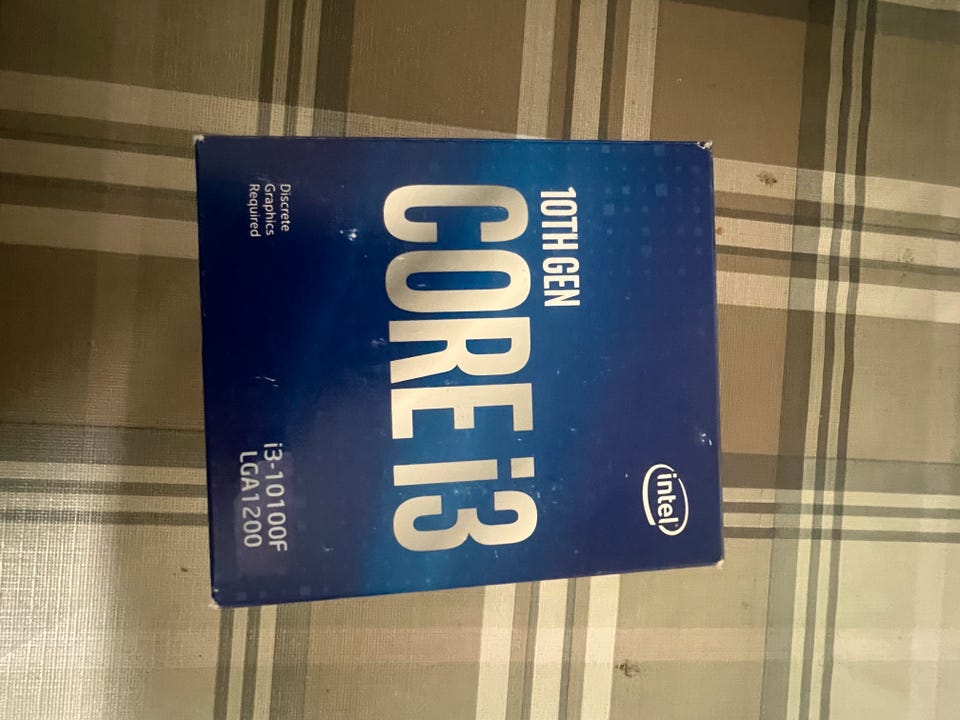 intel
10TH GEN
CORE i3
Discrete
Graphics
Required
i3-10100F
LGA1200